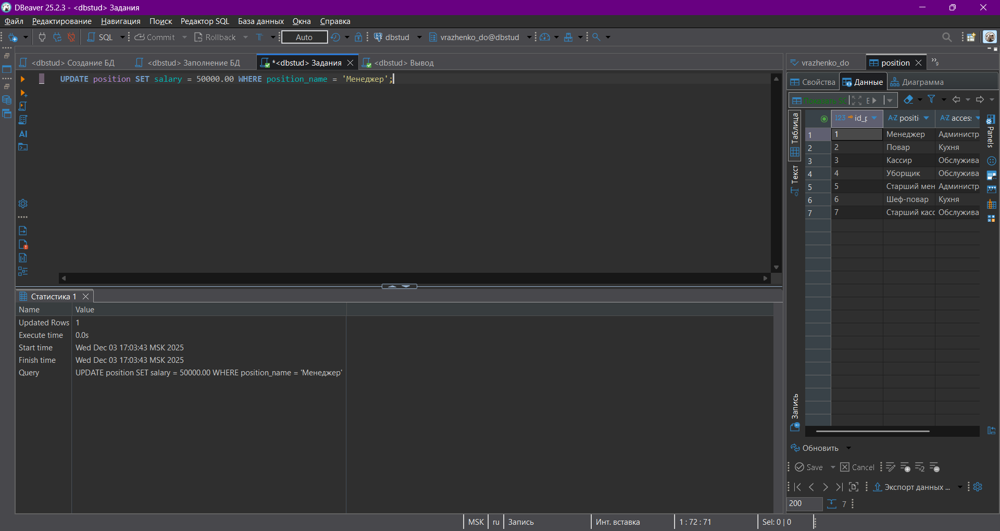 DBeaver 25.2.3 - <dbstud> Задания
Файл Редактирование Навигация Поиск Редактор SQL База данных Окна Справка
SQL Commit Rollback T Auto dbstud vrazhenko_do@dbstud
<dbstud> Создание БД <dbstud> Заполнение БД *<dbstud> Задания <dbstud> Вывод
UPDATE position SET salary = 50000.00 WHERE position_name = 'Менеджер';
AI
Статистика 1
Name Value
Updated Rows 1
Execute time 0.0s
Start time Wed Dec 03 17:03:43 MSK 2025
Finish time Wed Dec 03 17:03:43 MSK 2025
Query UPDATE position SET salary = 50000.00 WHERE position_name = 'Менеджер'
vrazhenko_do position »9
Свойства Данные Диаграмма
Показать SQ
Таблица
Текст
Запись
Panels
123 id_p A-Z positi A-Z access
1 1 Менеджер Администр
2 2 Повар Кухня
3 3 Кассир Обслужива
4 4 Уборщик Обслужива
5 5 Старший мен Администр
6 6 Шеф-повар Кухня
7 7 Старший касс Обслужива
Обновить
Save Cancel
Экспорт данных ...
200 7
MSK ru Запись Инт. вставка 1 : 72 : 71 Sel: 0 | 0